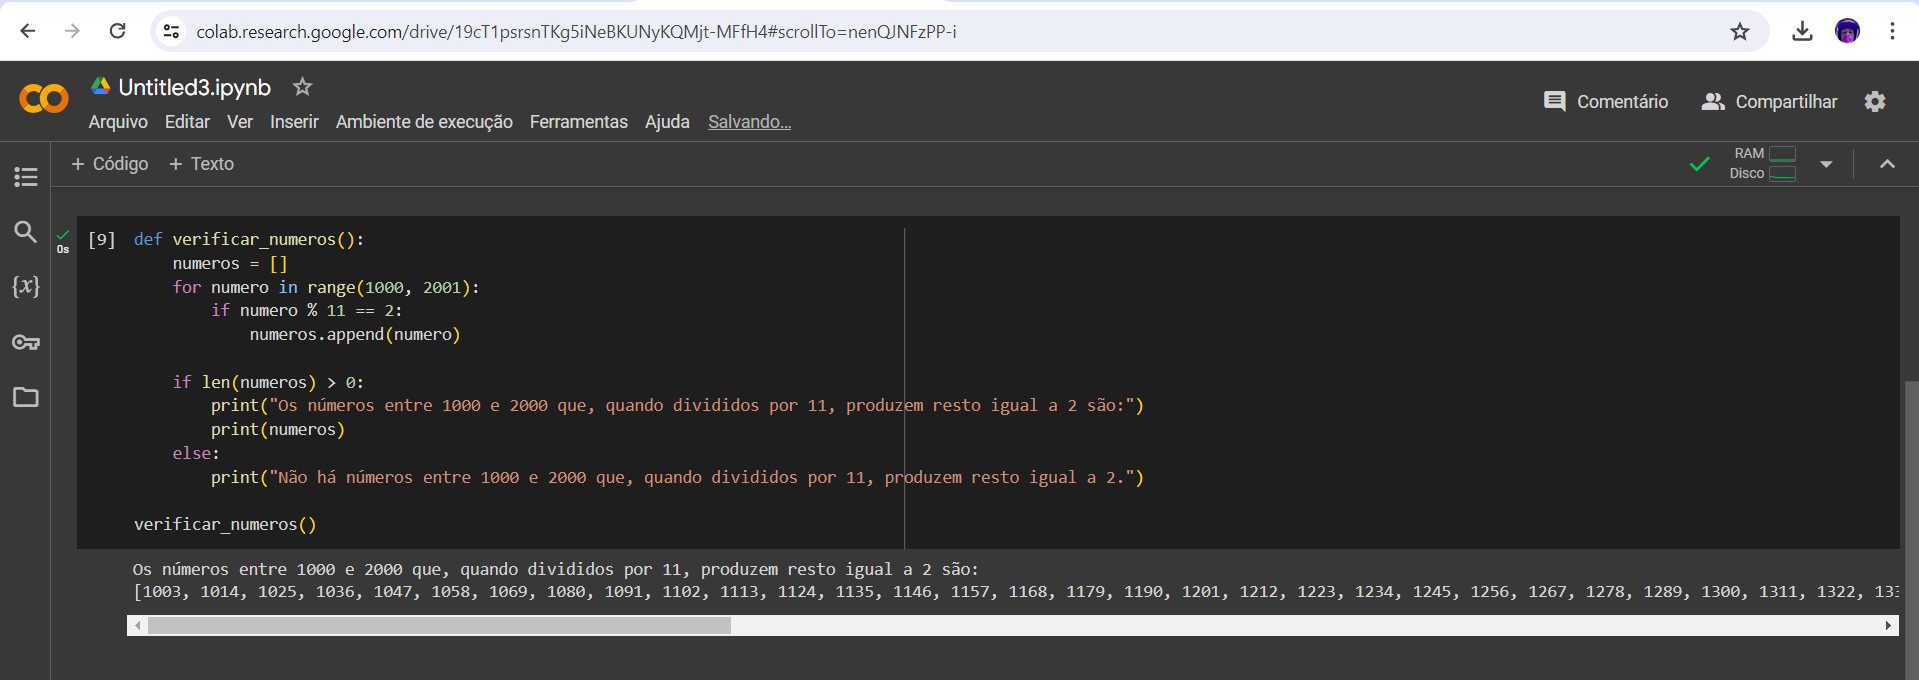 colab.research.google.com/drive/19cT1psrsnTKg5iNeBKUNyKQMjt-MFfH4#scrollTo=nenQJNFzPP-i
Untitled3.ipynb
Comentário Compartilhar
Arquivo Editar Ver Inserir Ambiente de execução Ferramentas Ajuda Salvando...
+ Código + Texto
RAM
Disco
0s
[9] def verificar_numeros():
numeros = []
for numero in range(1000, 2001):
if numero % 11 == 2:
numeros.append(numero)
if len(numeros) > 0:
print("Os números entre 1000 e 2000 que, quando divididos por 11, produzem resto igual a 2 são:")
print(numeros)
else:
print("Não há números entre 1000 e 2000 que, quando divididos por 11, produzem resto igual a 2.")
verificar_numeros()
Os números entre 1000 e 2000 que, quando divididos por 11, produzem resto igual a 2 são:
[1003, 1014, 1025, 1036, 1047, 1058, 1069, 1080, 1091, 1102, 1113, 1124, 1135, 1146, 1157, 1168, 1179, 1190, 1201, 1212, 1223, 1234, 1245, 1256, 1267, 1278, 1289, 1300, 1311, 1322,